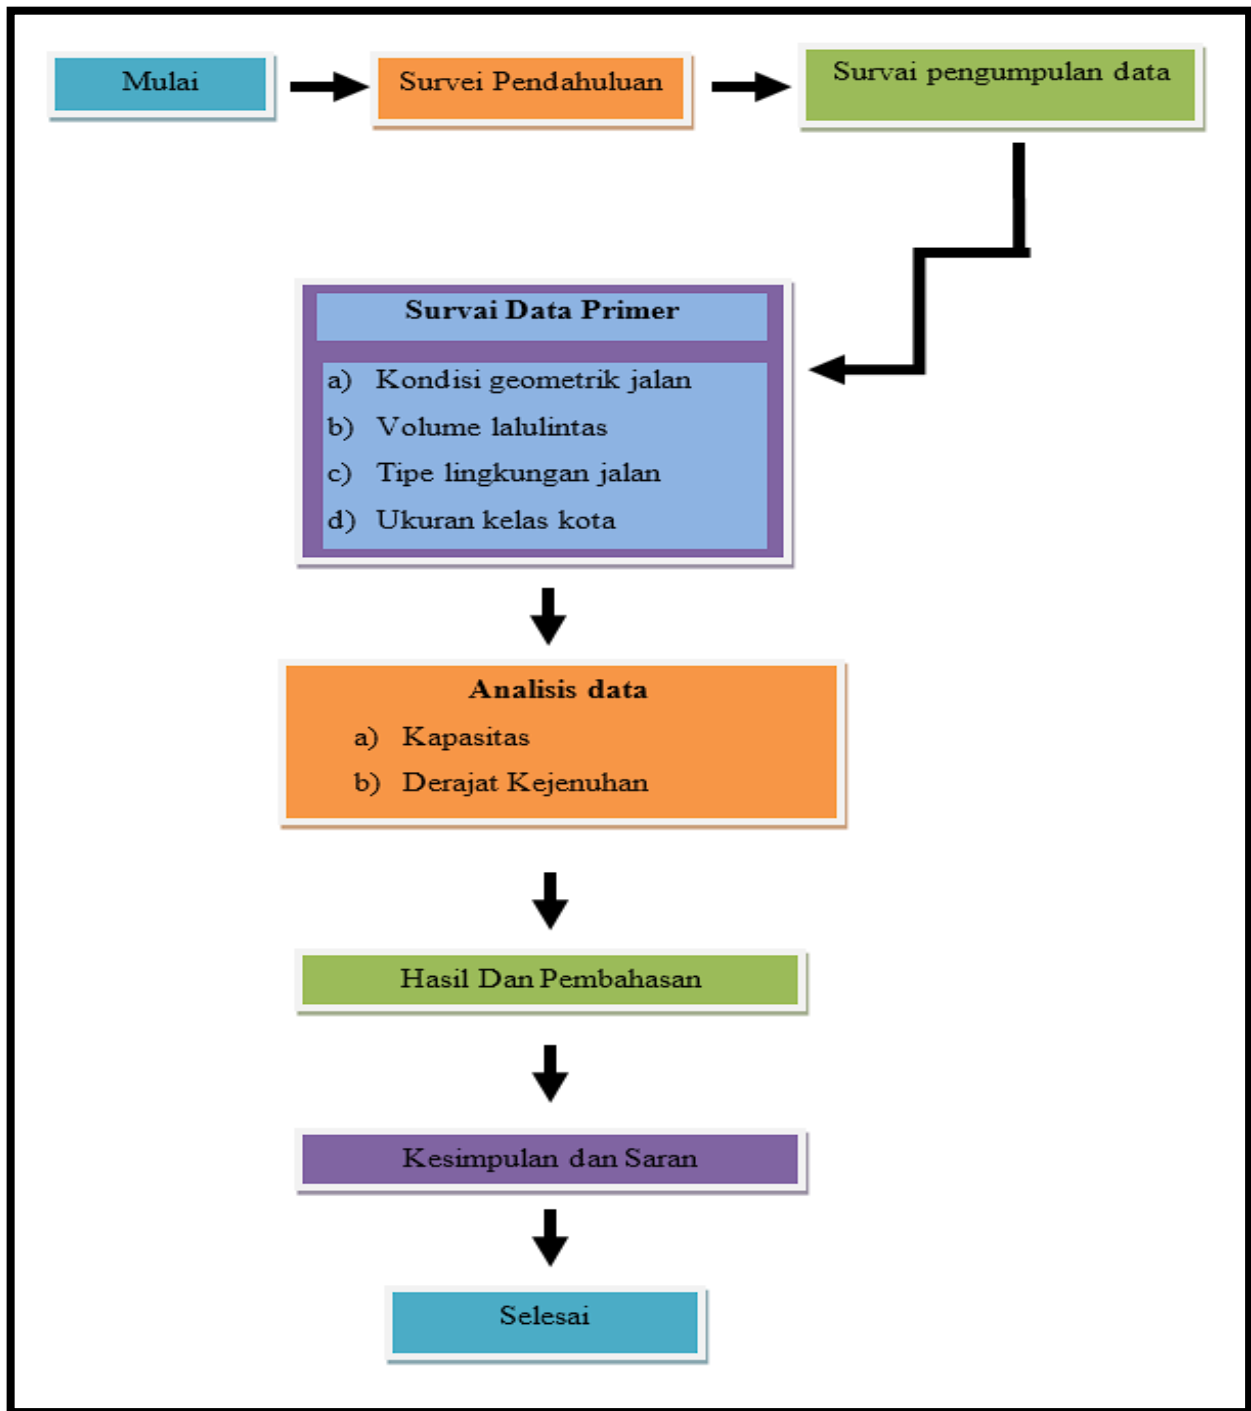 Mulai
Survei Pendahuluan
Survai pengumpulan data
Survai Data Primer
a) Kondisi geometrik jalan
b) Volume lalulintas
c) Tipe lingkungan jalan
d) Ukuran kelas kota
Analisis data
a) Kapasitas
b) Derajat Kejenuhan
Hasil Dan Pembahasan
Kesimpulan dan Saran
Selesai